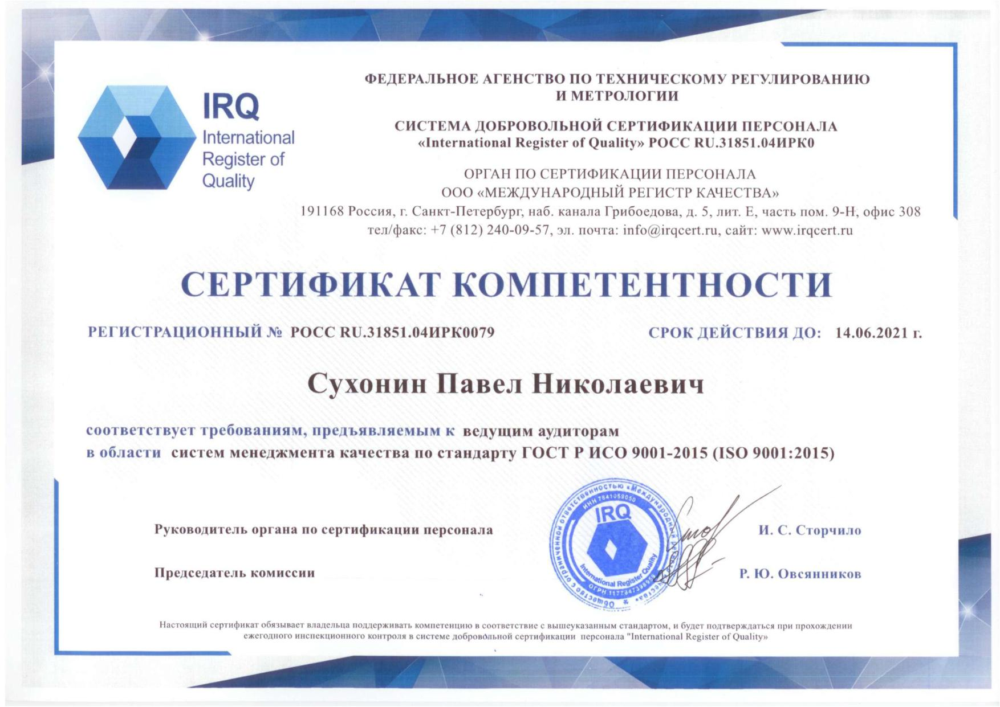 IRQ
International
Register of
Quality
ФЕДЕРАЛЬНОЕ АГЕНСТВО ПО ТЕХНИЧЕСКОМУ РЕГУЛИРОВАНИЮ
И МЕТРОЛОГИИ
СИСТЕМА ДОБРОВОЛЬНОЙ СЕРТИФИКАЦИИ ПЕРСОНАЛА
«International Register of Quality» РОСС RU.31851.04ИРК0
ОРГАН ПО СЕРТИФИКАЦИИ ПЕРСОНАЛА
ООО «МЕЖДУНАРОДНЫЙ РЕГИСТР КАЧЕСТВА»
191168 Россия, г. Санкт-Петербург, наб. канала Грибоедова, д. 5, лит. Е, часть пом. 9-Н, офис 308
тел/факс: +7 (812) 240-09-57, эл. почта: info@irqcert.ru, сайт: www.irqcert.ru
СЕРТИФИКАТ КОМПЕТЕНТНОСТИ
РЕГИСТРАЦИОННЫЙ № РОСС RU.31851.04ИРК0079
СРОК ДЕЙСТВИЯ ДО: 14.06.2021 г.
Сухонин Павел Николаевич
соответствует требованиям, предъявляемым к ведущим аудиторам
в области систем менеджмента качества по стандарту ГОСТ Р ИСО 9001-2015 (ISO 9001:2015)
Руководитель органа по сертификации персонала
И. С. Сторчило
Председатель комиссии
Р. Ю. Овсянников
Общество с ограниченной ответственностью «Международный
ИНН 7841069050
IRQ
International Register Quality
ОГРН
Настоящий сертификат обязывает владельца поддерживать компетенцию в соответствие с вышеуказанным стандартом, и будет подтверждаться при прохождении
ежегодного инспекционного контроля в системе добровольной сертификации персонала "International Register of Quality»